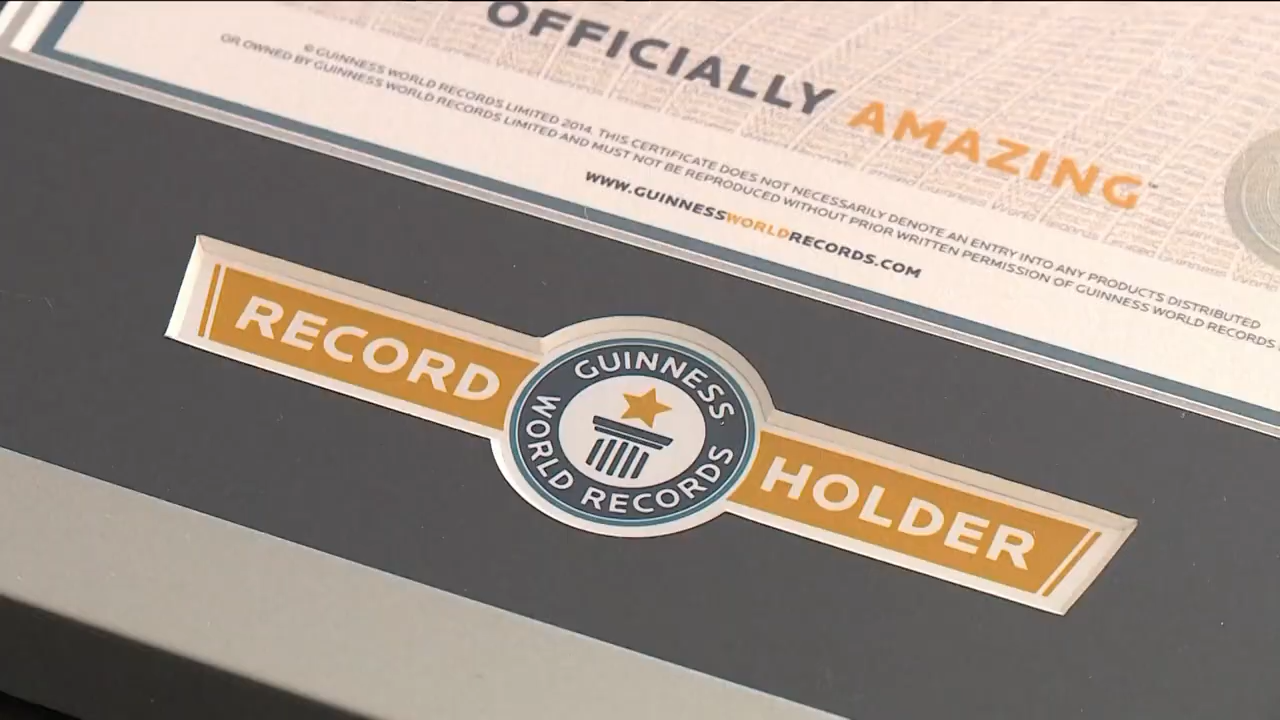 OFFICIALLY AMAZING™
© GUINNESS WORLD RECORDS LIMITED 2014. THIS CERTIFICATE DOES NOT NECESSARILY DENOTE AN ENTRY INTO ANY PRODUCTS DISTRIBUTED
OR OWNED BY GUINNESS WORLD RECORDS LIMITED AND MUST NOT BE REPRODUCED WITHOUT PRIOR WRITTEN PERMISSION OF GUINNESS WORLD RECORDS
WWW.GUINNESSWORLDRECORDS.COM
RECORD
GUINNESS
WORLD RECORDS
HOLDER